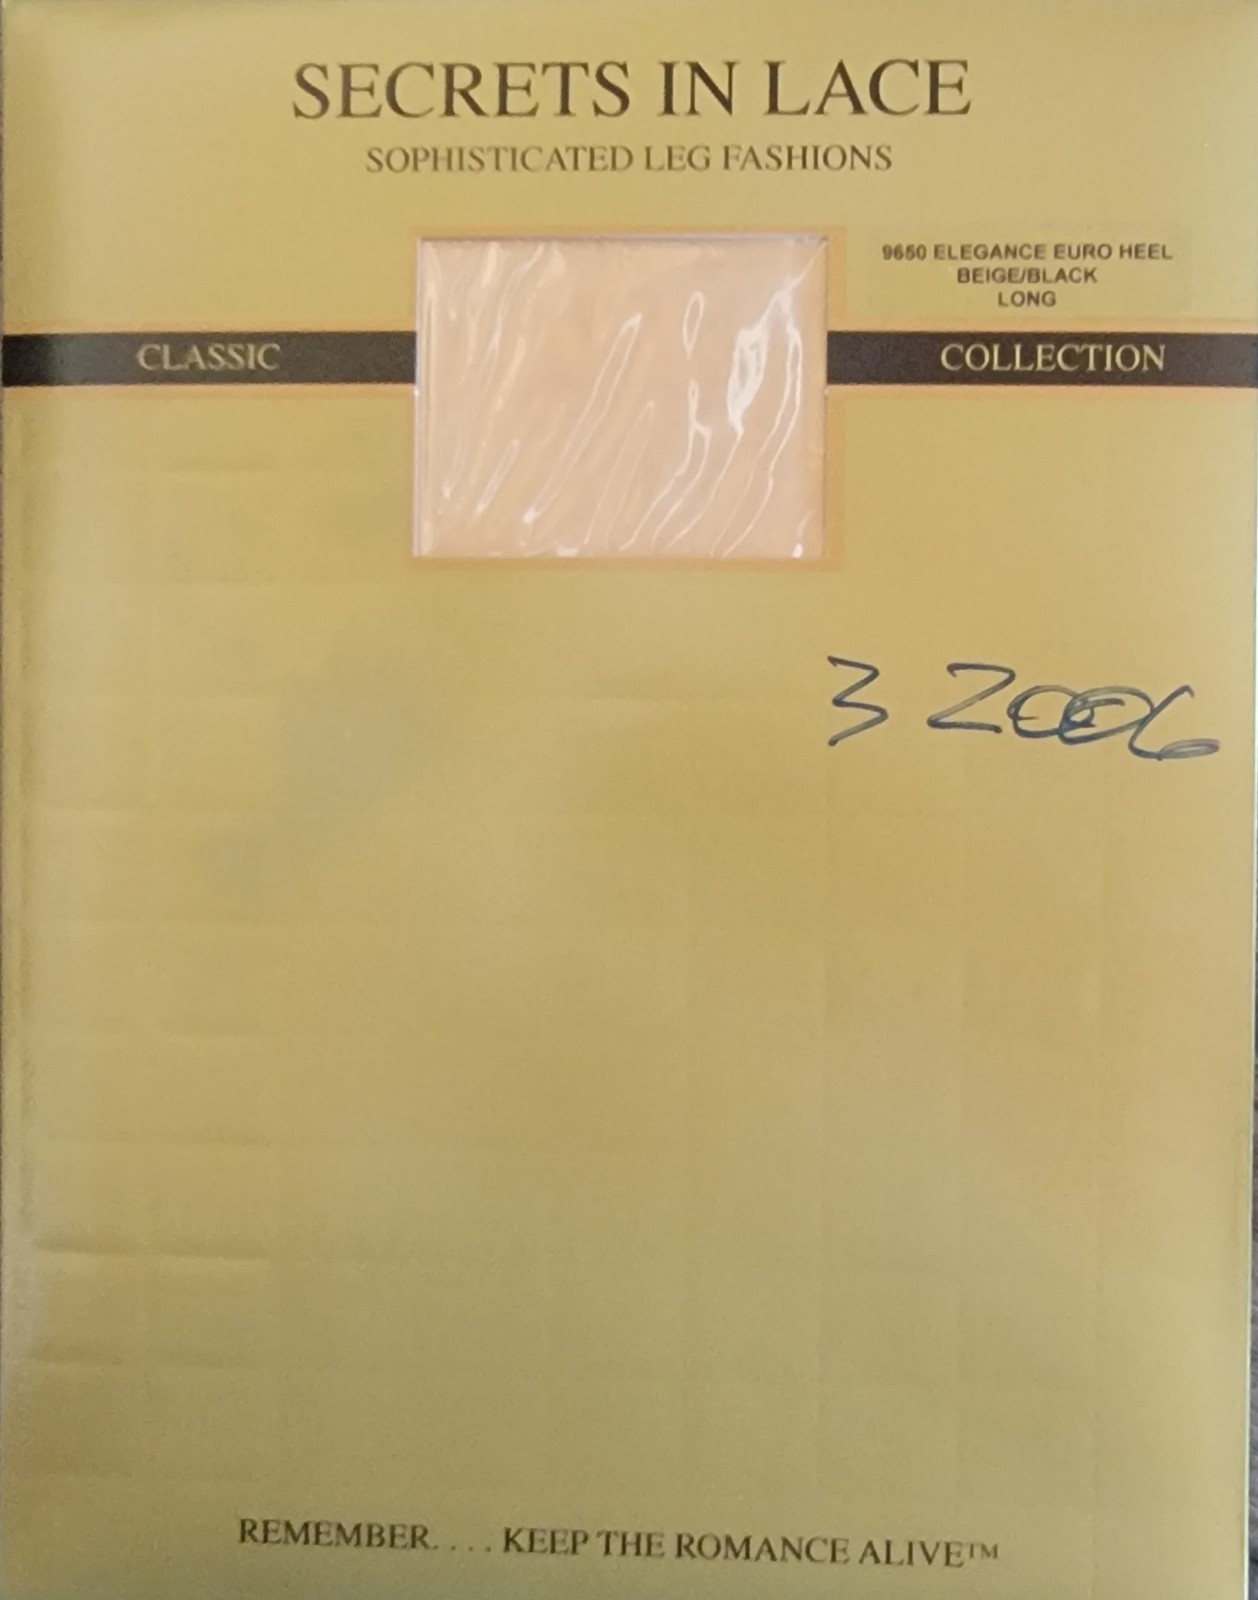 SECRETS IN LACE
SOPHISTICATED LEG FASHIONS
9650 ELEGANCE EURO HEEL
BEIGE/BLACK
LONG
CLASSIC
COLLECTION
3 2006
REMEMBER. . . . KEEP THE ROMANCE ALIVE™